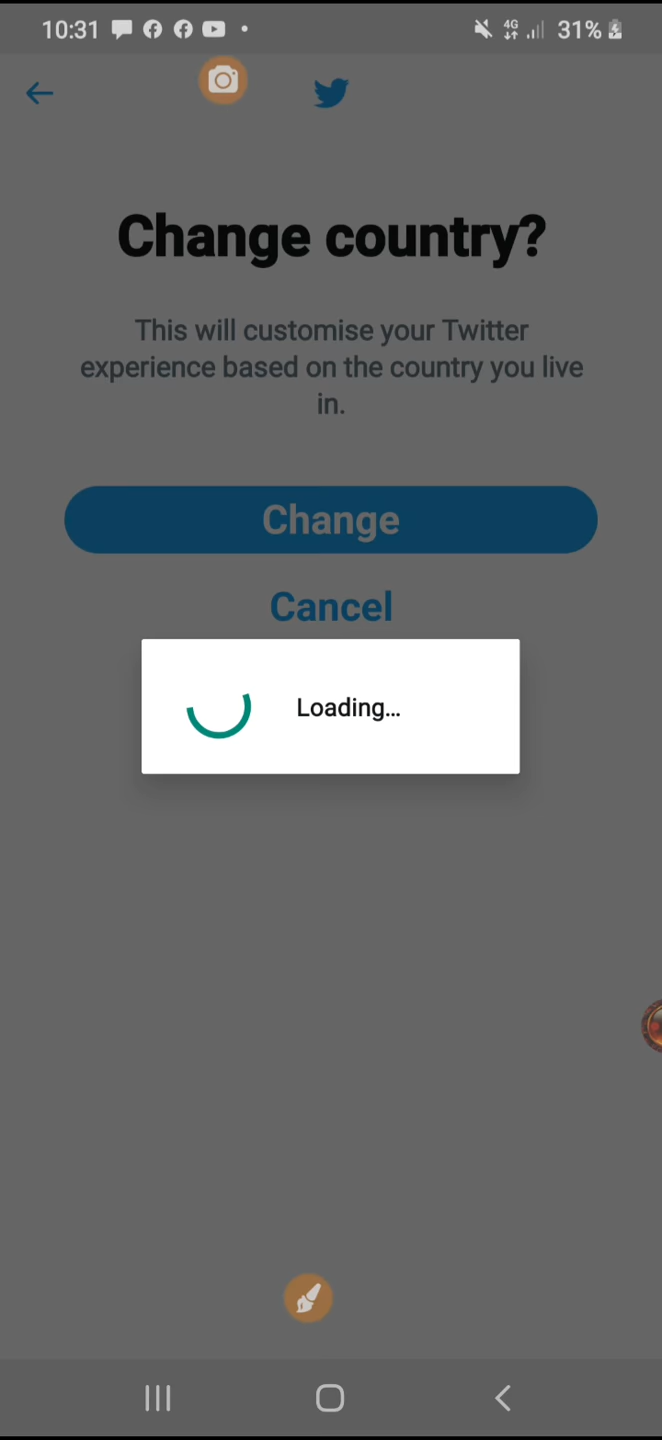 10:31
4G
31%
Change country?
This will customise your Twitter
experience based on the country you live
in.
Change
Cancel
Loading...